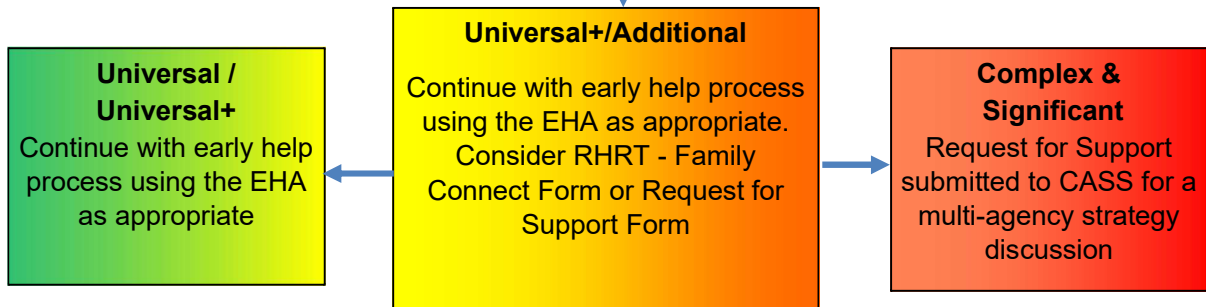 Universal /
Universal+
Continue with early help
process using the EHA
as appropriate
Universal+/Additional
Continue with early help process
using the EHA as appropriate.
Consider RHRT - Family
Connect Form or Request for
Support Form
Complex &
Significant
Request for Support
submitted to CASS for a
multi-agency strategy
discussion